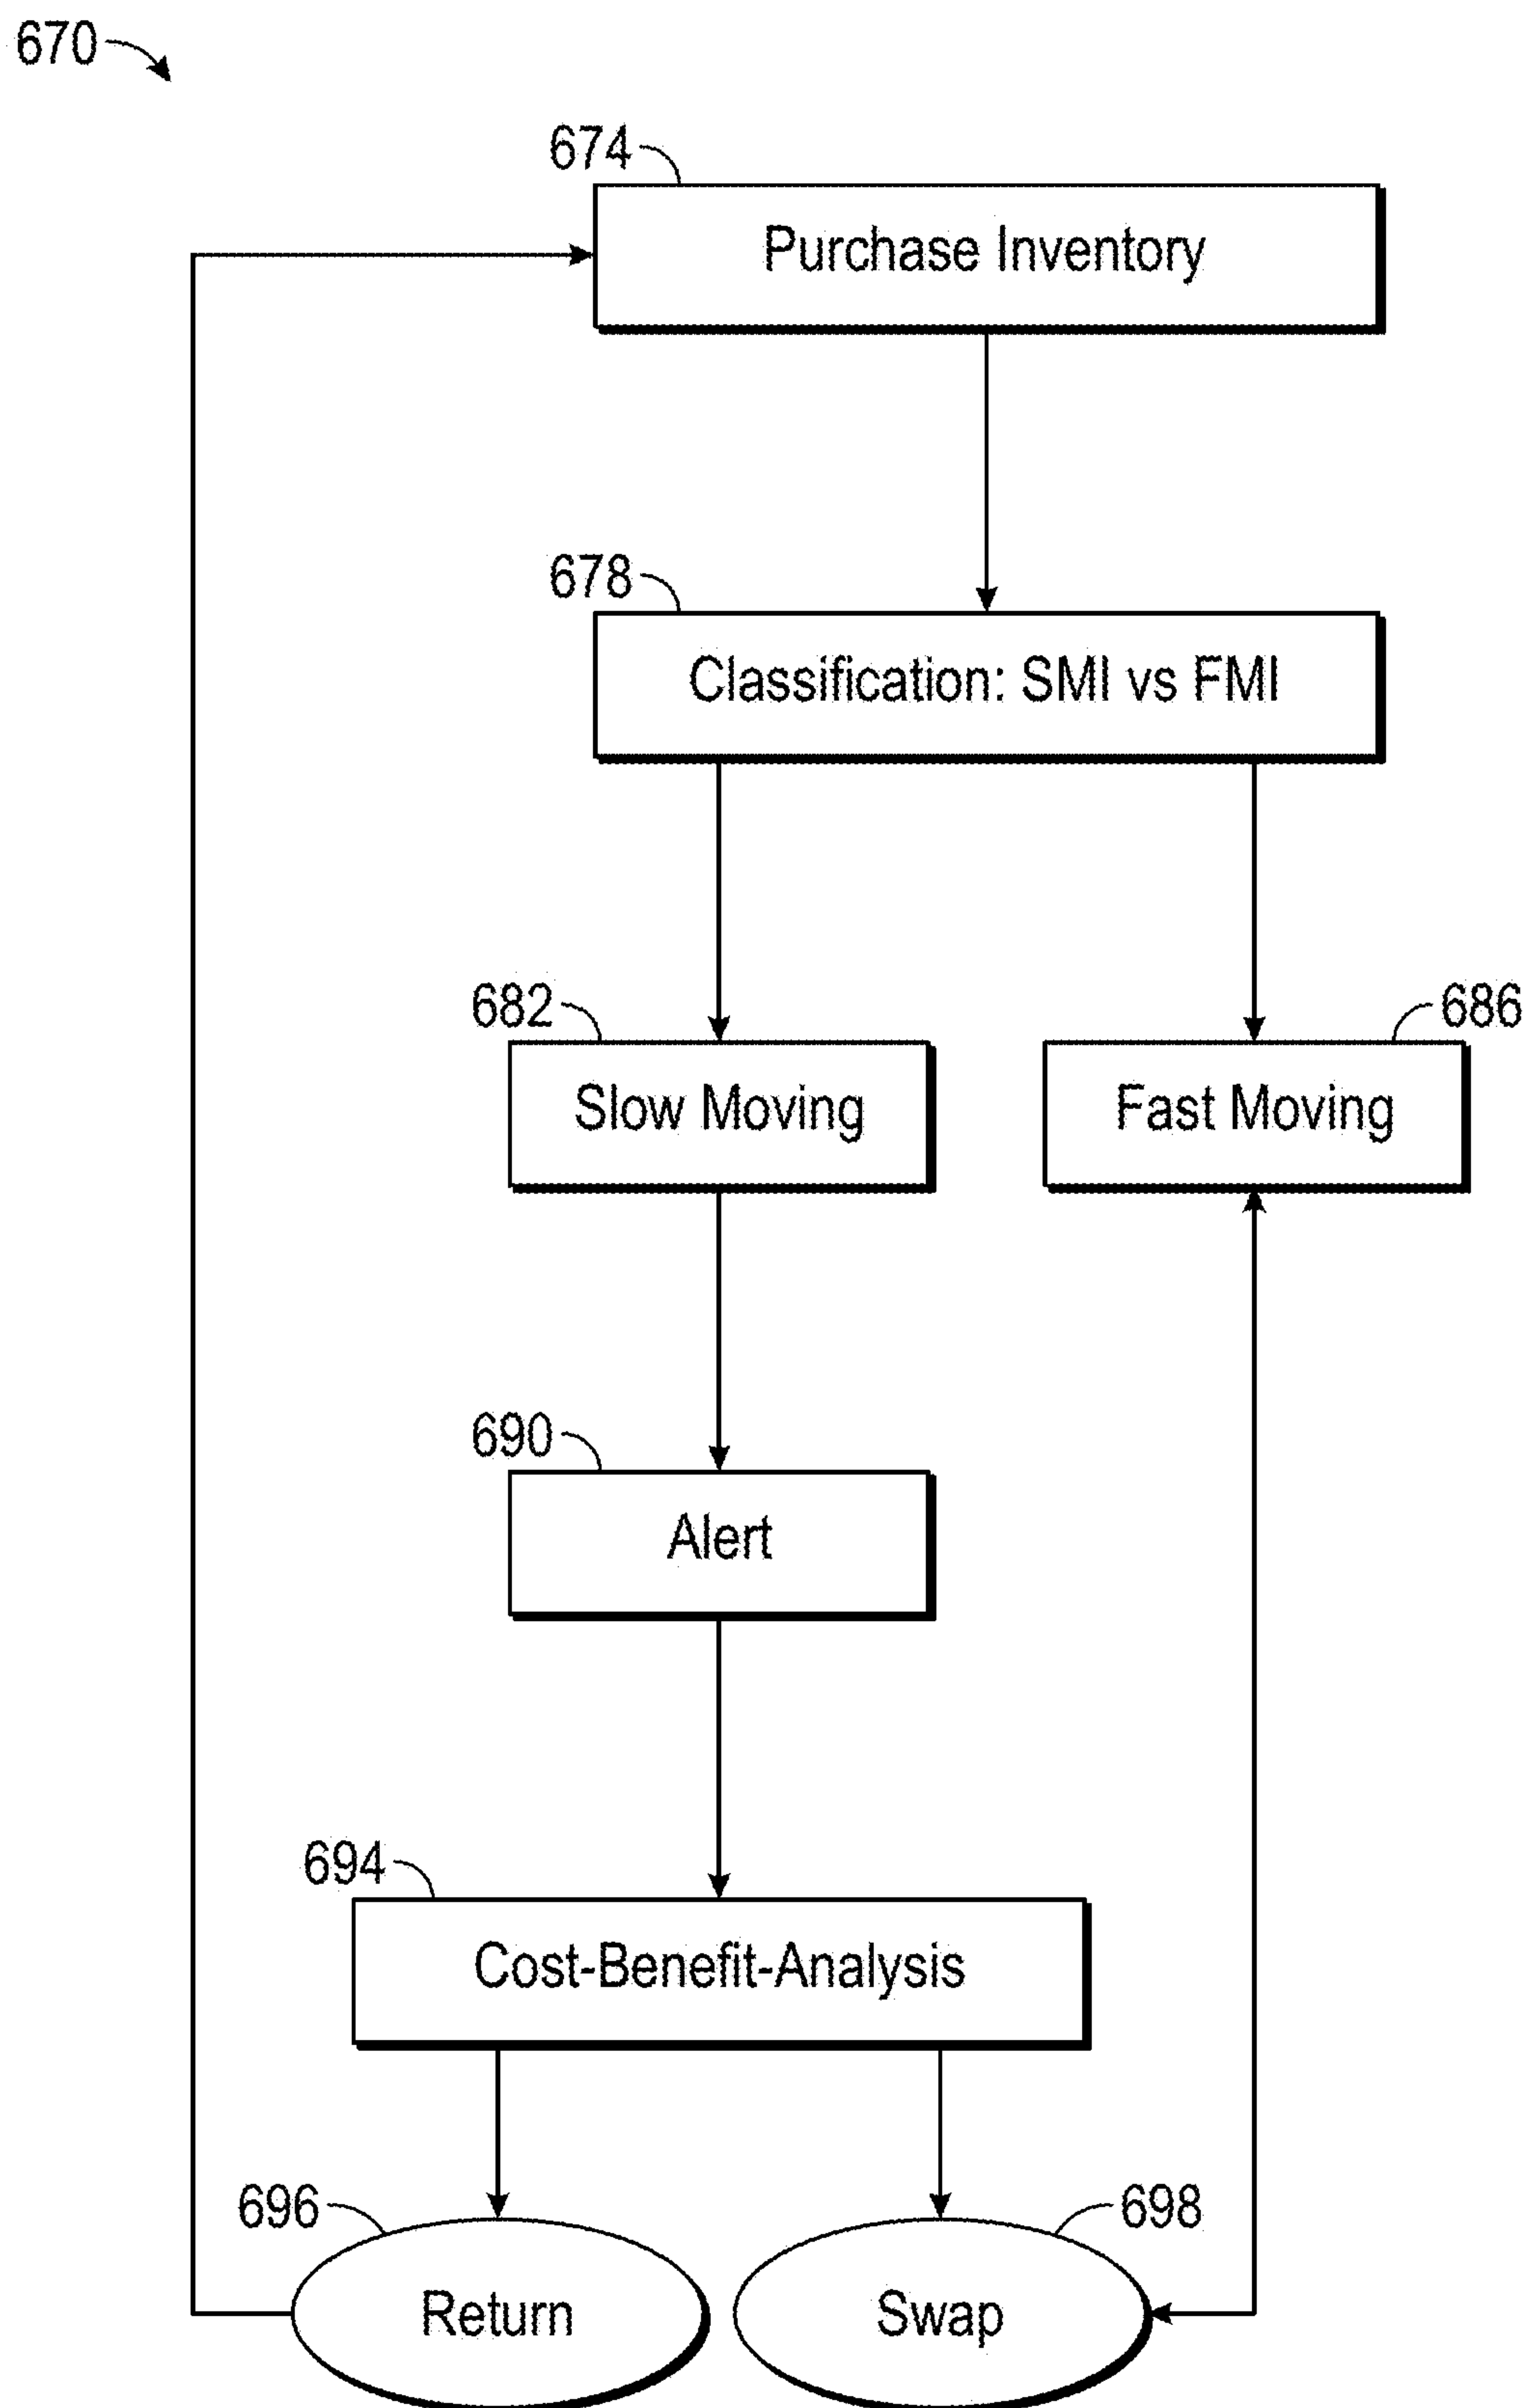 670
674
Purchase Inventory
678
Classification: SMI vs FMI
682
686
Slow Moving
Fast Moving
690
Alert
694
Cost-Benefit-Analysis
696
698
Return
Swap